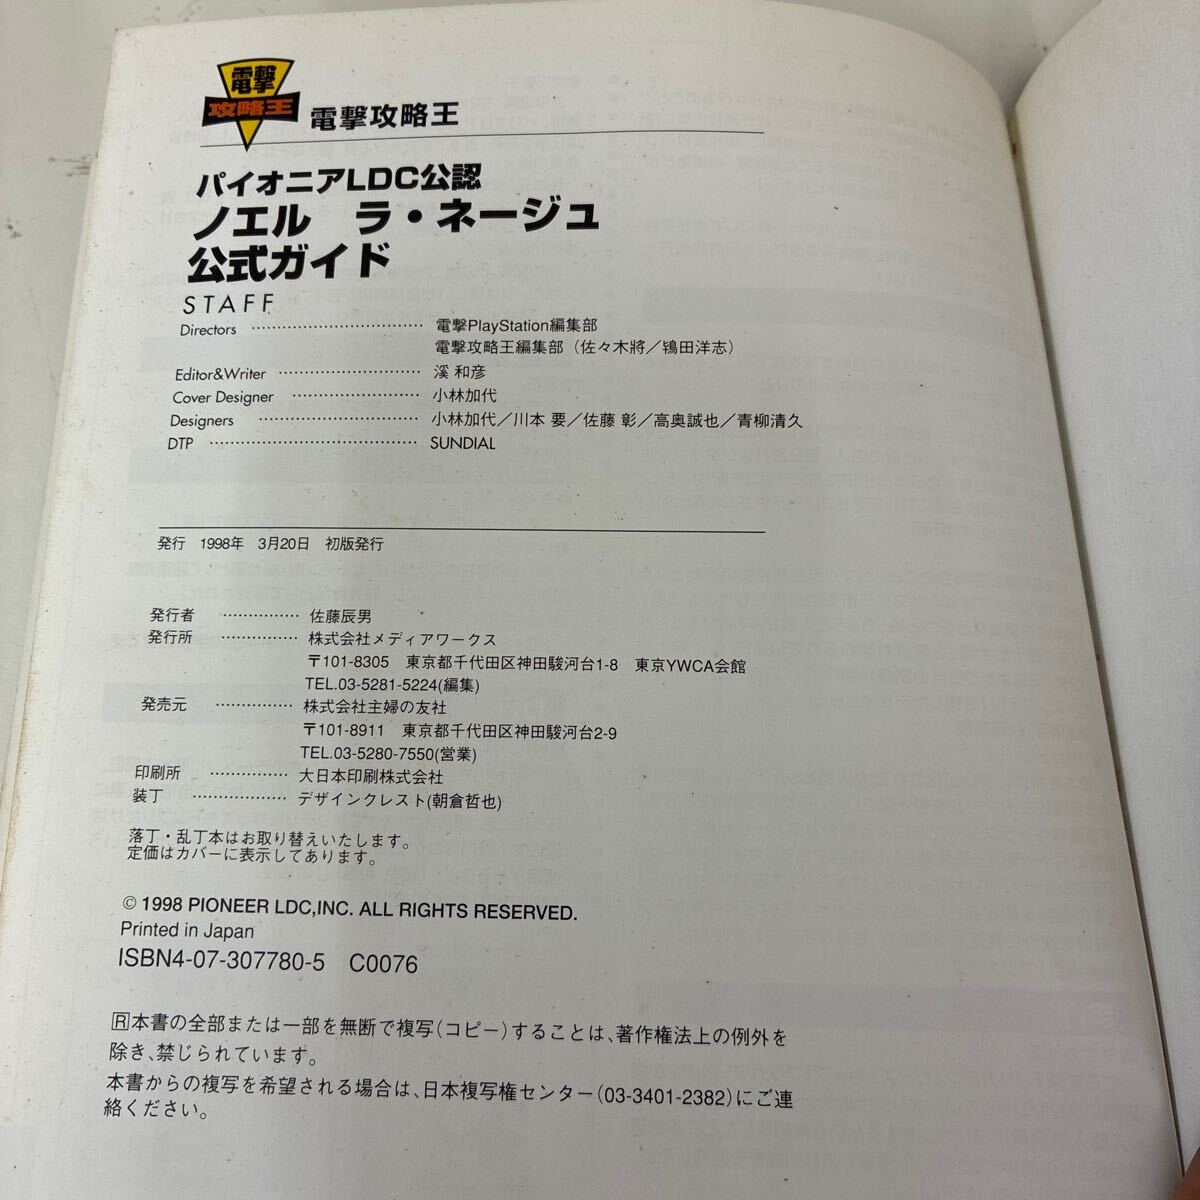 電撃
攻略王
電撃攻略王
パイオニアLDC公認
ノエル ラ・ネージュ
公式ガイド
STAFF
Directors ································ 電撃PlayStation編集部
電撃攻略王編集部（佐々木將／鴇田洋志）
Editor&Writer ··························· 溪 和彦
Cover Designer ························ 小林加代
Designers ······························ 小林加代／川本 要／佐藤 彰／高奥誠也／青柳清久
DTP ······································· SUNDIAL
発行 1998年 3月20日 初版発行
発行者 ··············· 佐藤辰男
発行所 ··············· 株式会社メディアワークス
〒101-8305 東京都千代田区神田駿河台1-8 東京YWCA会館
TEL.03-5281-5224(編集)
発売元 ··············· 株式会社主婦の友社
〒101-8911 東京都千代田区神田駿河台2-9
TEL.03-5280-7550(営業)
印刷所 ··············· 大日本印刷株式会社
装丁 ·················· デザインクレスト(朝倉哲也)
落丁・乱丁本はお取り替えいたします。
定価はカバーに表示してあります。
© 1998 PIONEER LDC,INC. ALL RIGHTS RESERVED.
Printed in Japan
ISBN4-07-307780-5 C0076
Ⓡ本書の全部または一部を無断で複写(コピー)することは、著作権法上の例外を
除き、禁じられています。
本書からの複写を希望される場合は、日本複写権センター(03-3401-2382)にご連
絡ください。